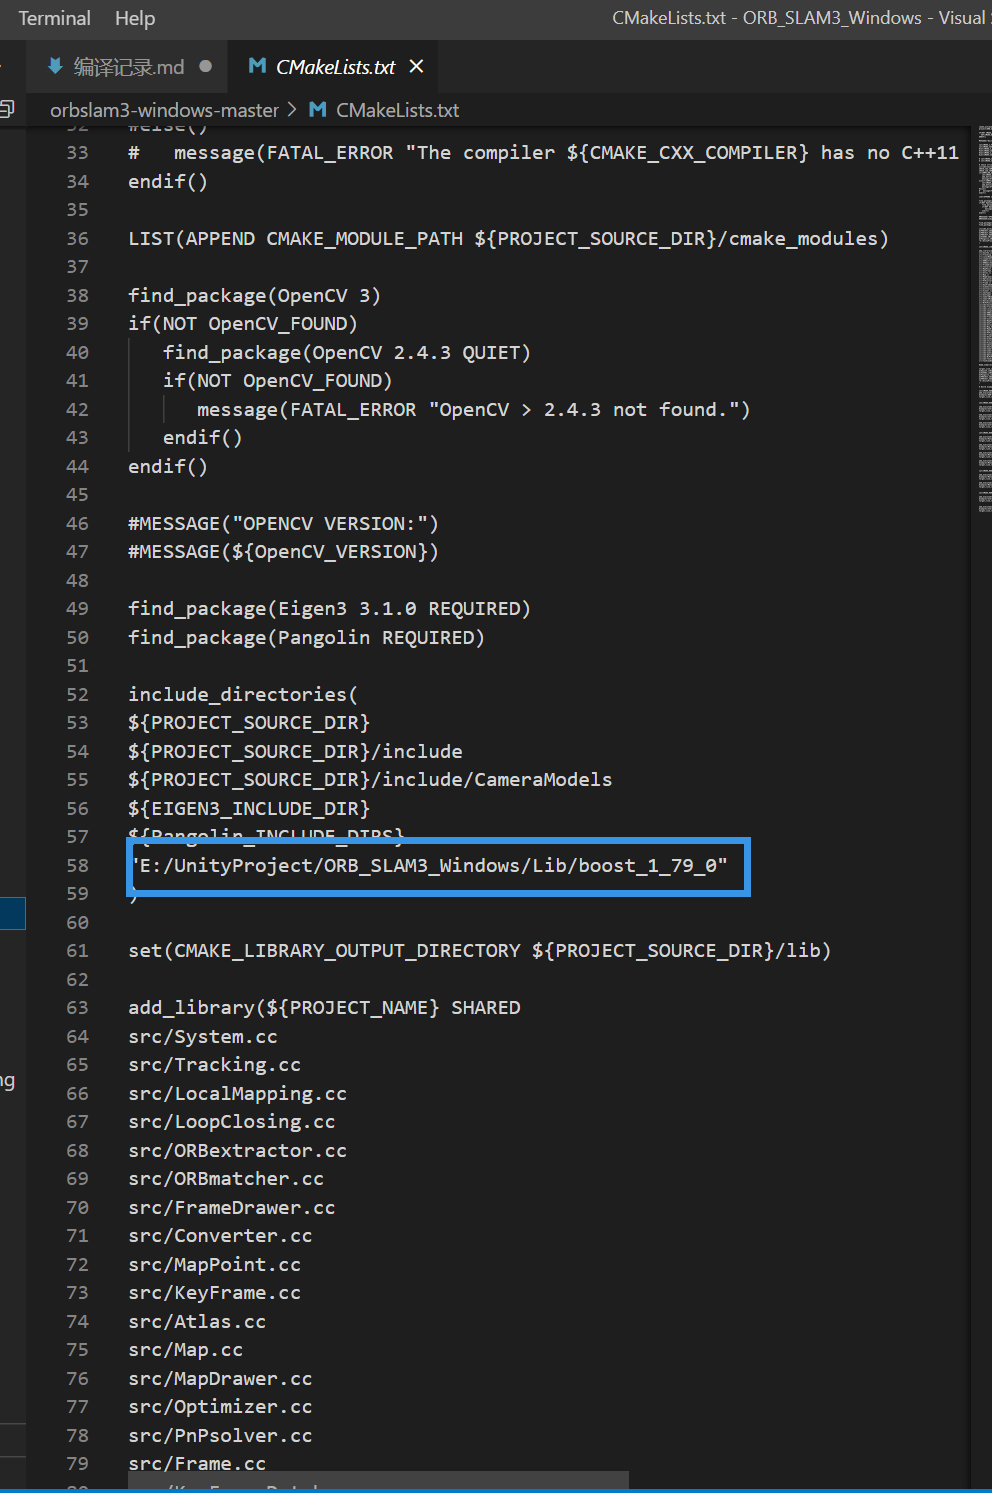 Terminal Help CMakeLists.txt - ORB_SLAM3_Windows - Visual
编译记录.md CMakeLists.txt
orbslam3-windows-master > CMakeLists.txt
32 #else()
33 # message(FATAL_ERROR "The compiler ${CMAKE_CXX_COMPILER} has no C++11
34 endif()
35
36 LIST(APPEND CMAKE_MODULE_PATH ${PROJECT_SOURCE_DIR}/cmake_modules)
37
38 find_package(OpenCV 3)
39 if(NOT OpenCV_FOUND)
40 find_package(OpenCV 2.4.3 QUIET)
41 if(NOT OpenCV_FOUND)
42 message(FATAL_ERROR "OpenCV > 2.4.3 not found.")
43 endif()
44 endif()
45
46 #MESSAGE("OPENCV VERSION:")
47 #MESSAGE(${OpenCV_VERSION})
48
49 find_package(Eigen3 3.1.0 REQUIRED)
50 find_package(Pangolin REQUIRED)
51
52 include_directories(
53 ${PROJECT_SOURCE_DIR}
54 ${PROJECT_SOURCE_DIR}/include
55 ${PROJECT_SOURCE_DIR}/include/CameraModels
56 ${EIGEN3_INCLUDE_DIR}
57 ${Pangolin_INCLUDE_DIRS}
58 "E:/UnityProject/ORB_SLAM3_Windows/Lib/boost_1_79_0"
59 )
60
61 set(CMAKE_LIBRARY_OUTPUT_DIRECTORY ${PROJECT_SOURCE_DIR}/lib)
62
63 add_library(${PROJECT_NAME} SHARED
64 src/System.cc
65 src/Tracking.cc
66 src/LocalMapping.cc
67 src/LoopClosing.cc
68 src/ORBextractor.cc
69 src/ORBmatcher.cc
70 src/FrameDrawer.cc
71 src/Converter.cc
72 src/MapPoint.cc
73 src/KeyFrame.cc
74 src/Atlas.cc
75 src/Map.cc
76 src/MapDrawer.cc
77 src/Optimizer.cc
78 src/PnPsolver.cc
79 src/Frame.cc
ng